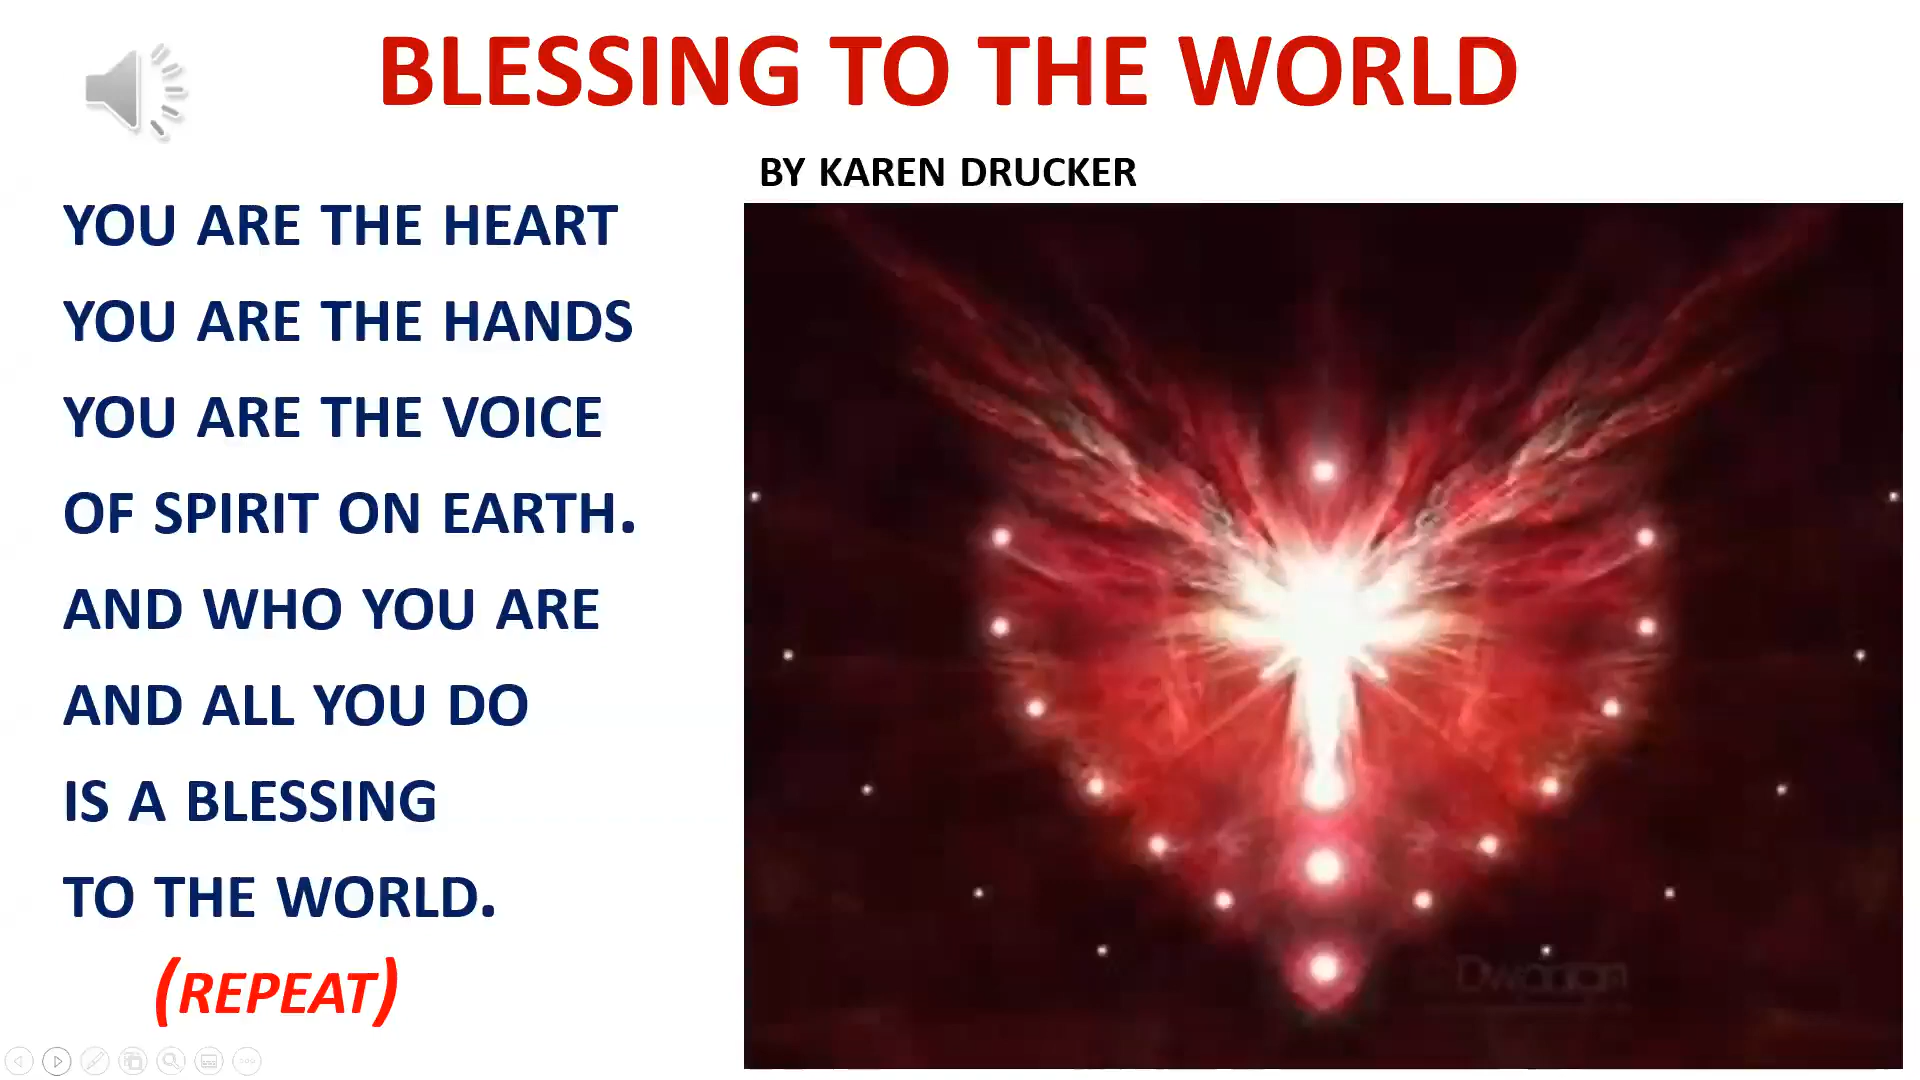 BLESSING TO THE WORLD
BY KAREN DRUCKER
YOU ARE THE HEART
YOU ARE THE HANDS
YOU ARE THE VOICE
OF SPIRIT ON EARTH.
AND WHO YOU ARE
AND ALL YOU DO
IS A BLESSING
TO THE WORLD.
(REPEAT)